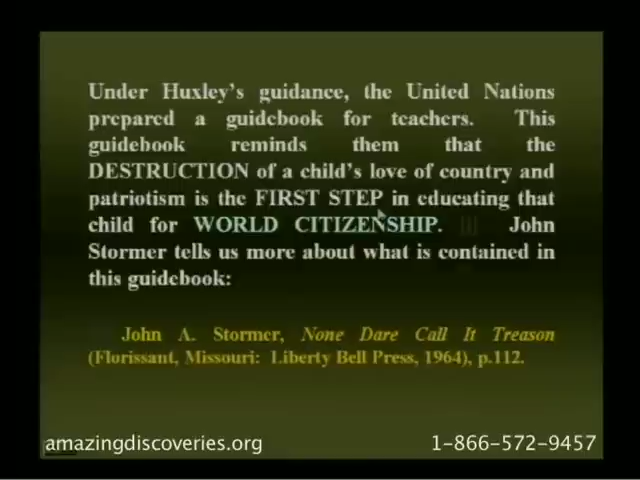 Under Huxley's guidance, the United Nations
prepared a guidebook for teachers. This
guidebook reminds them that the
DESTRUCTION of a child's love of country and
patriotism is the FIRST STEP in educating that
child for WORLD CITIZENSHIP. John
Stormer tells us more about what is contained in
this guidebook:
John A. Stormer, None Dare Call It Treason
(Florissant, Missouri: Liberty Bell Press, 1964), p.112.
amazingdiscoveries.org 1-866-572-9457